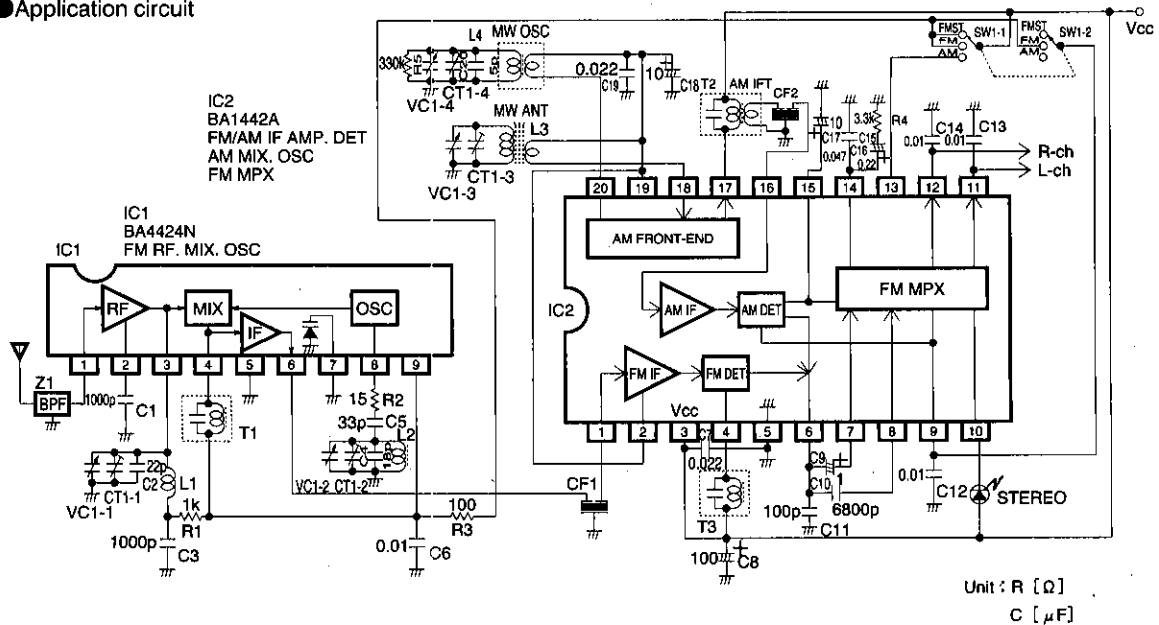 ●Application circuit
L4
MW OSC
330k
R5
C20
5p
CT1-4
VC1-4
0.022
C19
10
C18
MW ANT
L3
CT1-3
VC1-3
T2
AM IFT
CF2
10
C17
0.047
C15
C16
0.22
3.3k
R4
FMST
FM
AM
SW1-1
FMST
FM
AM
SW1-2
Vcc
0.01
C14
0.01
C13
R-ch
L-ch
IC2
BA1442A
FM/AM IF AMP. DET
AM MIX. OSC
FM MPX
IC1
BA4424N
FM RF. MIX. OSC
IC1
RF
MIX
IF
OSC
1 2 3 4 5 6 7 8 9
20 19 18 17 16 15 14 13 12 11
AM FRONT-END
IC2
AM IF
AM DET
FM MPX
FM IF
FM DET
Vcc
1 2 3 4 5 6 7 8 9 10
Z1
BPF
1000p
C1
T1
15
R2
33p
C5
L2
C4
18p
VC1-2
CT1-2
22p
C2
CT1-1
VC1-1
L1
1k
R1
1000p
C3
0.01
C6
100
R3
CF1
C7
0.022
T3
100
C8
C9
1
C10
6800p
100p
C11
0.01
C12
STEREO
Unit : R [Ω]
C [μF]